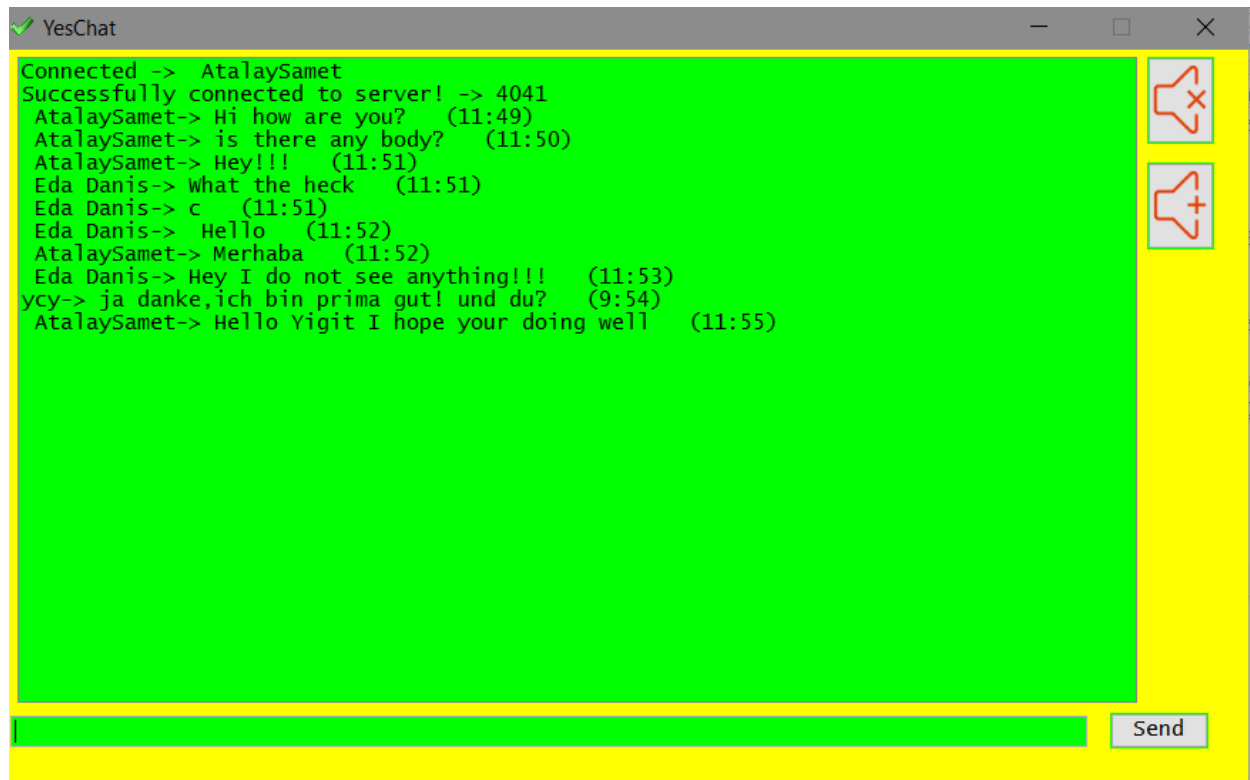 YesChat
Connected ->  AtalaySamet
Successfully connected to server! -> 4041
AtalaySamet-> Hi how are you?   (11:49)
AtalaySamet-> is there any body?   (11:50)
AtalaySamet-> Hey!!!   (11:51)
Eda Danis-> What the heck   (11:51)
Eda Danis-> c   (11:51)
Eda Danis->  Hello   (11:52)
AtalaySamet-> Merhaba   (11:52)
Eda Danis-> Hey I do not see anything!!!   (11:53)
ycy-> ja danke,ich bin prima gut! und du?   (9:54)
AtalaySamet-> Hello Yigit I hope your doing well   (11:55)
Send